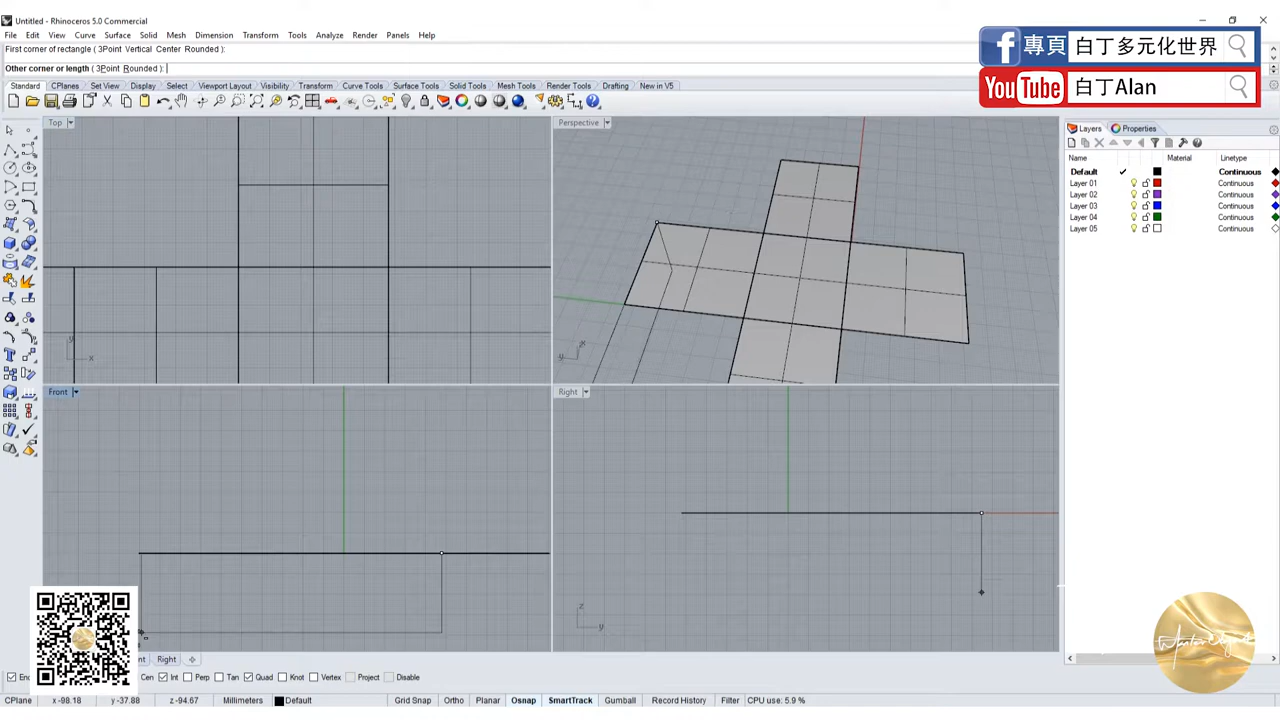 Untitled - Rhinoceros 5.0 Commercial
File Edit View Curve Surface Solid Mesh Dimension Transform Tools Analyze Render Panels Help
First corner of rectangle ( 3Point Vertical Center Rounded ):
Other corner or length ( 3Point Rounded ):
專頁 白丁多元化世界
YouTube 白丁Alan
Standard CPlanes Set View Display Select Viewport Layout Visibility Transform Curve Tools Surface Tools Solid Tools Mesh Tools Render Tools Drafting New in V5
Top
Perspective
Layers Properties
Name Material Linetype
Default Continuous
Layer 01 Continuous
Layer 02 Continuous
Layer 03 Continuous
Layer 04 Continuous
Layer 05 Continuous
y x
x y
Front
Right
z y
Right
Cen Int Perp Tan Quad Knot Vertex Project Disable
CPlane x -98.18 y -37.88 z -94.67 Millimeters Default Grid Snap Ortho Planar Osnap SmartTrack Gumball Record History Filter CPU use: 5.9 %